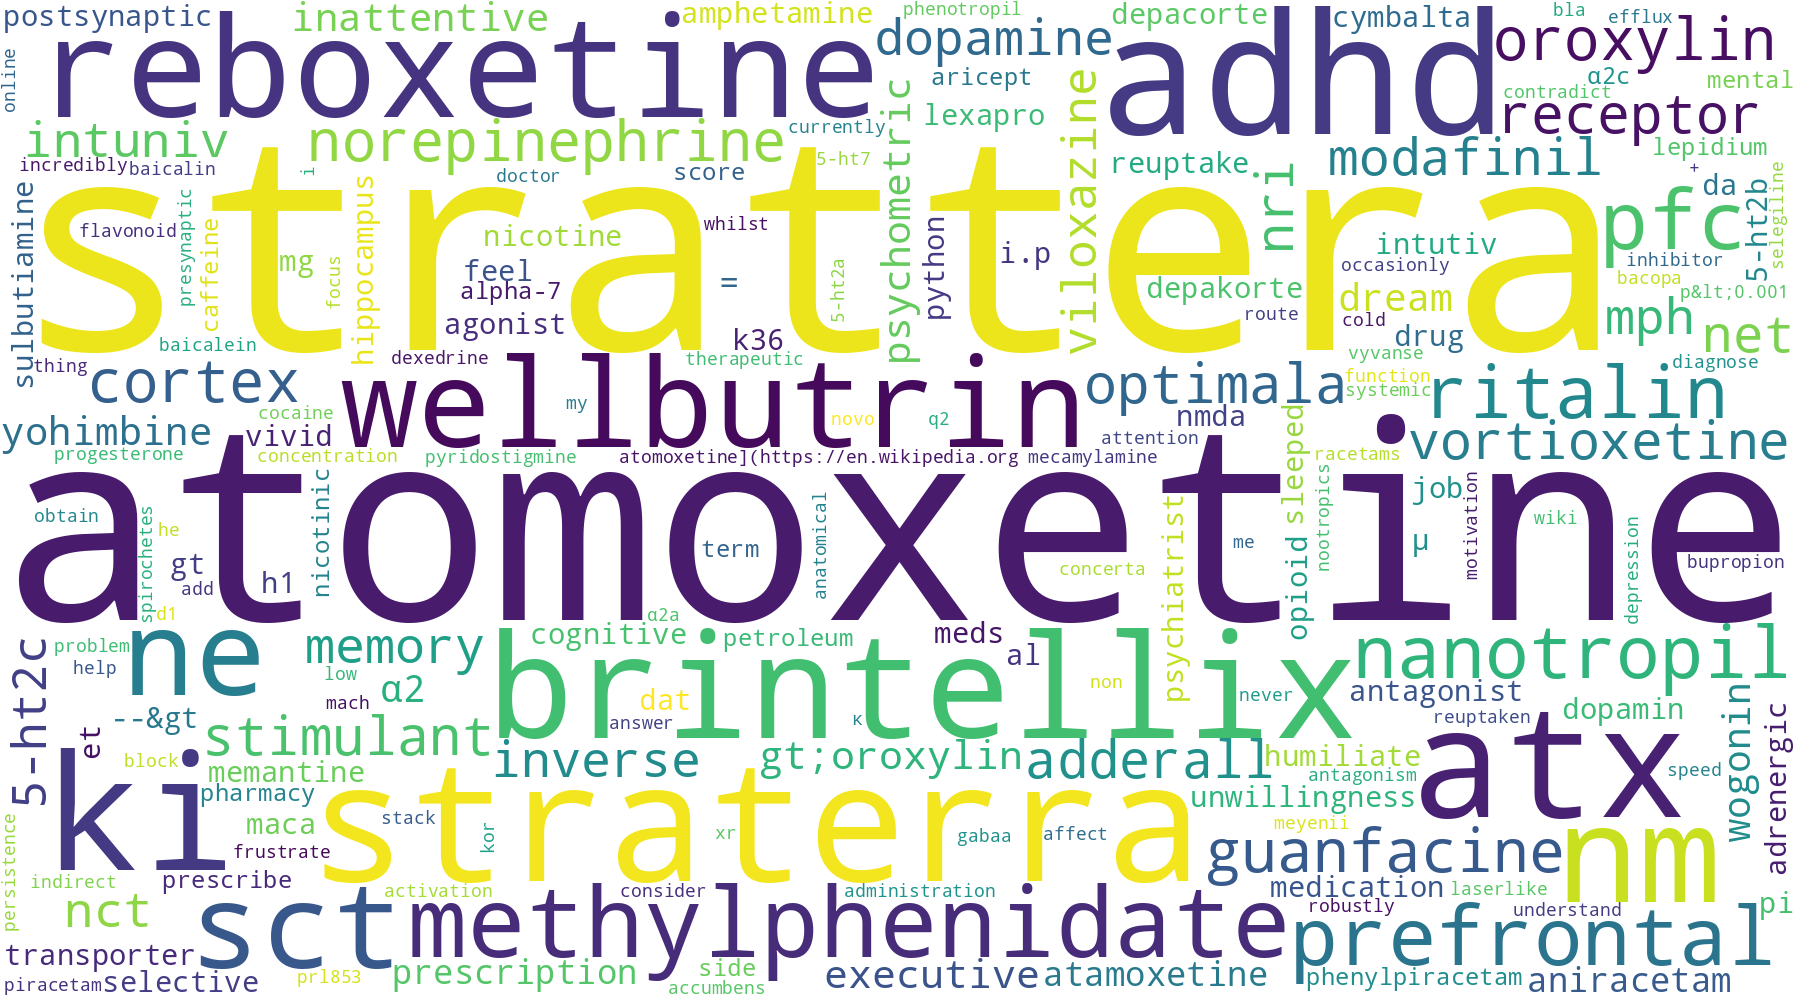 postsynaptic
inattentive
amphetamine
phenotropil
depacorte
cymbalta
bla
efflux
reboxetine
dopamine
adhd
oroxylin
online
aricept
α2c
mental
contradict
psychometric
viloxazine
lexapro
receptor
intuniv
norepinephrine
currently
reuptake
modafinil
lepidium
incredibly
baicalin
i
doctor
score
5-ht7
nri
+
da
5-ht2b
selegiline
strattera
sulbutiamine
presynaptic
caffeine
hippocampus
flavonoid
nicotine
whilst
python
i.p
intutiv
pfc
mg
focus
feel
alpha-7
=
5-ht2a
occasionly
inhibitor
bacopa
depakorte
dream
p&lt;0.001
agonist
k36
route
cold
drug
mph
net
baicalein
thing
dexedrine
therapeutic
vyvanse
diagnose
cortex
wellbutrin
optimala
function
systemic
ritalin
my
novo
q2
nmda
cocaine
yohimbine
vivid
attention
vortioxetine
progesterone
concentration
pyridostigmine
atomoxetine](https://en.wikipedia.org
mecamylamine
sleeped
racetams
atomoxetine
nicotinic
anatomical
psychiatrist
opioid
nootropics
job
motivation
obtain
spirochetes
he
wiki
depression
term
me
µ
gt
add
h1
concerta
bupropion
d1
α2a
ne
problem
help
memory
cognitive
petroleum
meds
al
5-ht2c
low
mach
α2
brintellix
dat
non
never
nanotropil
antagonist
--&gt
answer
κ
reuptaken
dopamin
et
stimulant
block
inverse
gt;oroxylin
adderall
humiliate
antagonism
atx
speed
wogonin
adrenergic
ki
memantine
pharmacy
straterra
unwillingness
maca
stack
kor
xr
gabaa
affect
meyenii
frustrate
guanfacine
nm
persistence
indirect
prescribe
activation
consider
administration
medication
laserlike
nct
sct
methylphenidate
robustly
understand
pi
prefrontal
transporter
piracetam
selective
prl853
prescription
side
accumbens
executive
atamoxetine
phenylpiracetam
aniracetam